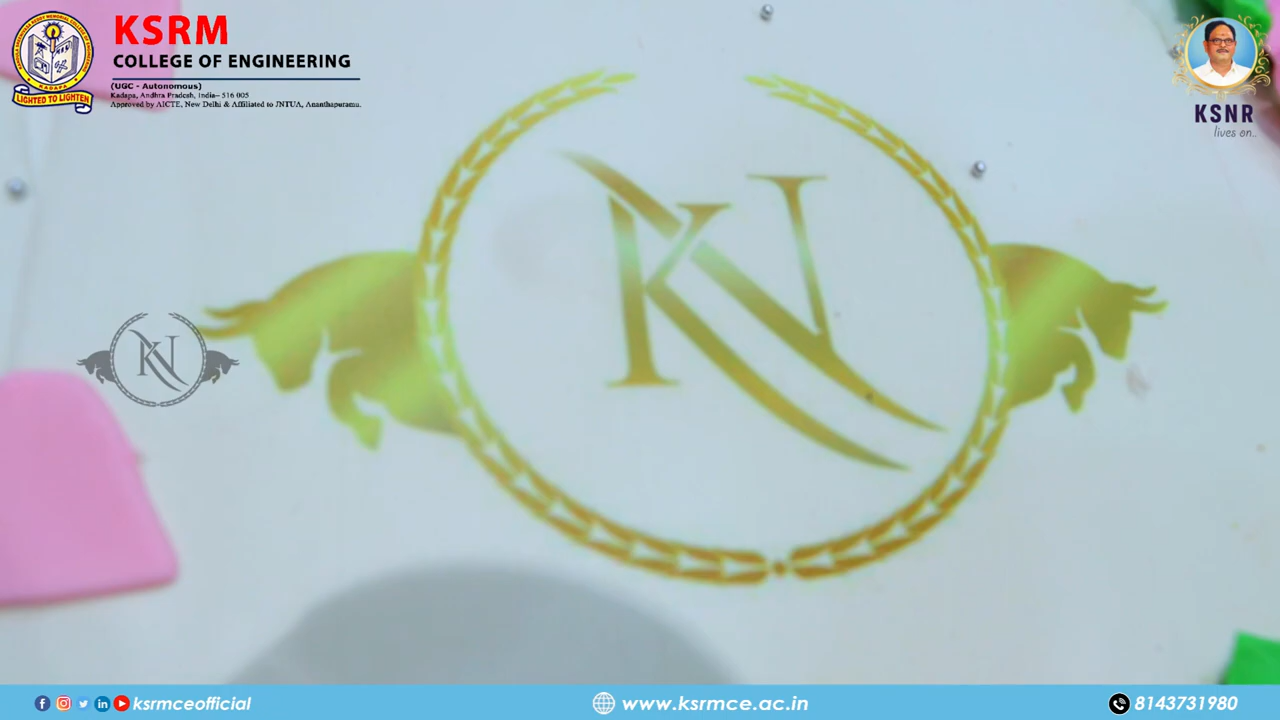 KSRM
COLLEGE OF ENGINEERING
(UGC - Autonomous)
Kadapa, Andhra Pradesh, India– 516 005
Approved by AICTE, New Delhi & Affiliated to JNTUA, Ananthapuramu.
KADAPA
LIGHTED TO LIGHTEN
KSNR
lives on..
KN
KN
ksrmceofficial
www.ksrmce.ac.in
8143731980